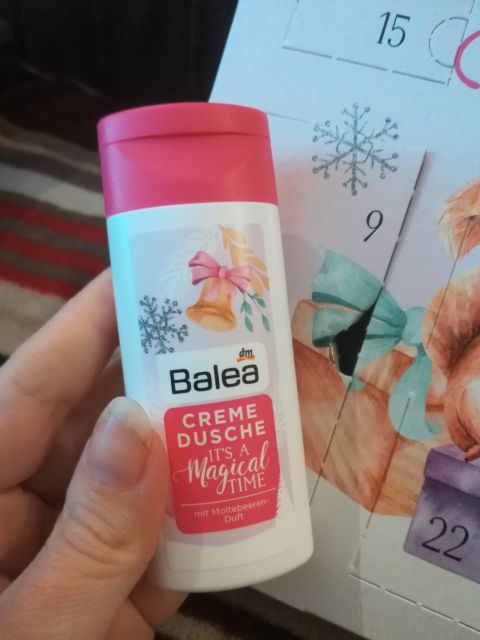 15
9
dm
Balea
CREME
DUSCHE
IT'S A
Magical
TIME
mit Moltebeeren-
Duft
22